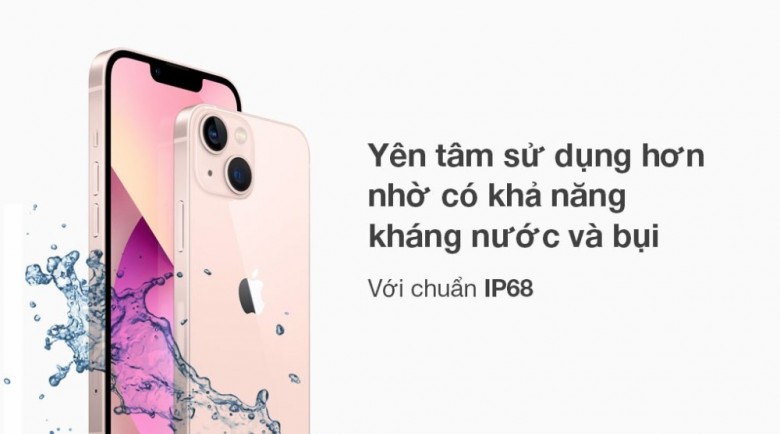 Yên tâm sử dụng hơn
nhờ có khả năng
kháng nước và bụi
Với chuẩn IP68